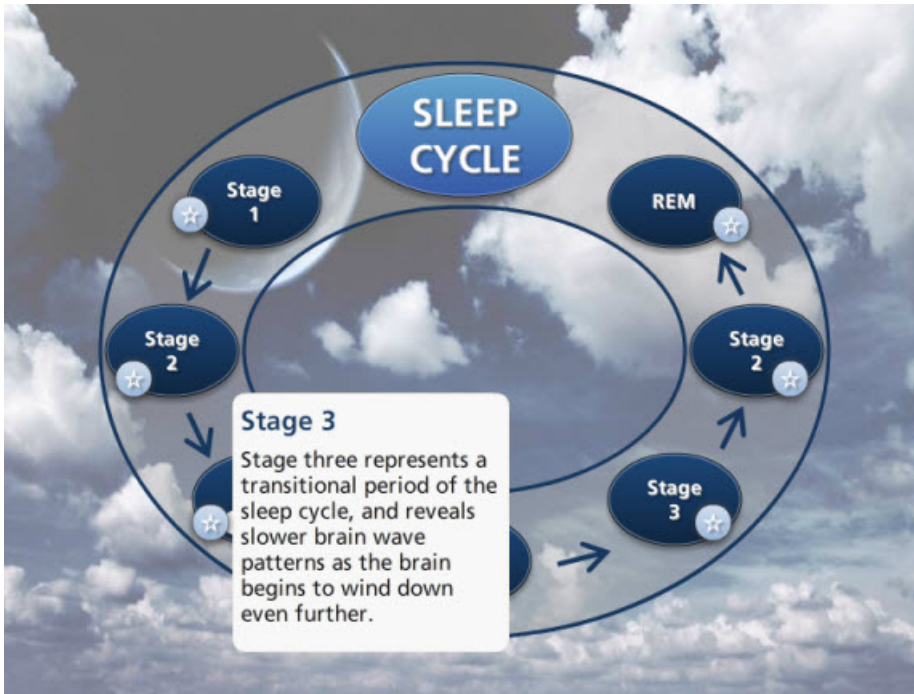 SLEEP
CYCLE
Stage
1
REM
Stage
2
Stage
2
Stage 3
Stage three represents a
transitional period of the
sleep cycle, and reveals
slower brain wave
patterns as the brain
begins to wind down
even further.
Stage
3